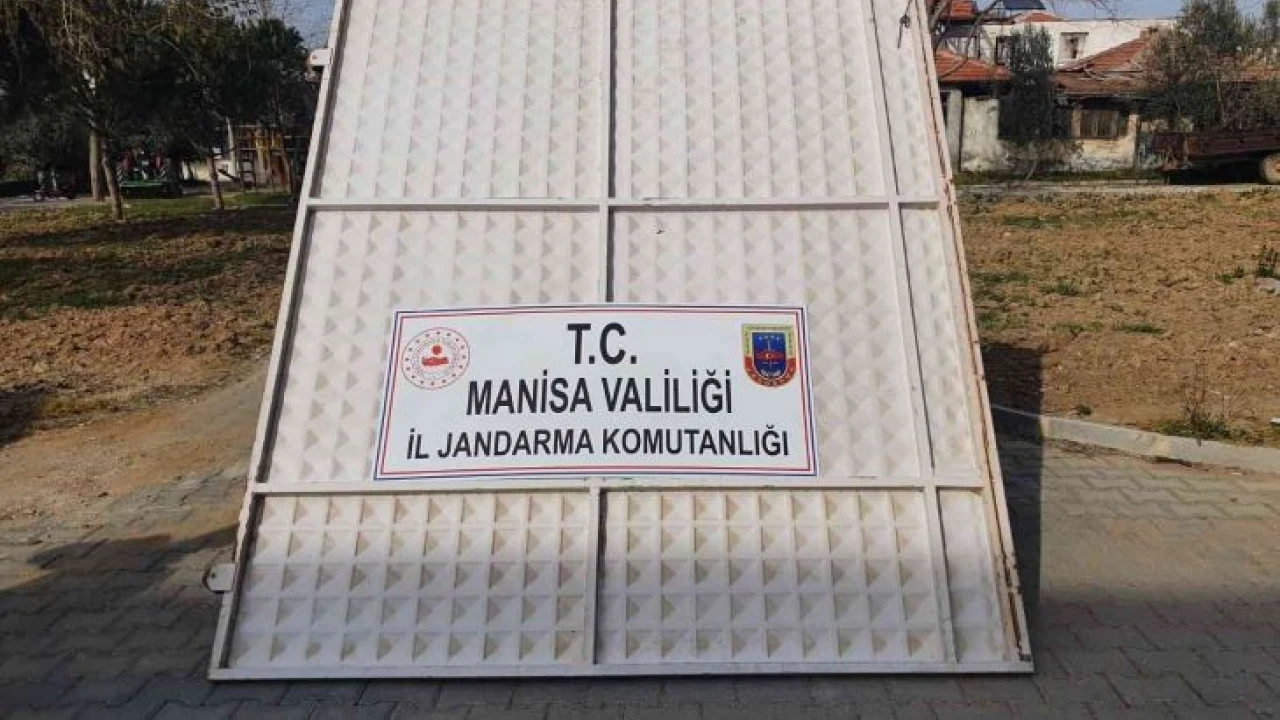 T.C.
MANİSA VALİLİĞİ
İL JANDARMA KOMUTANLIĞI